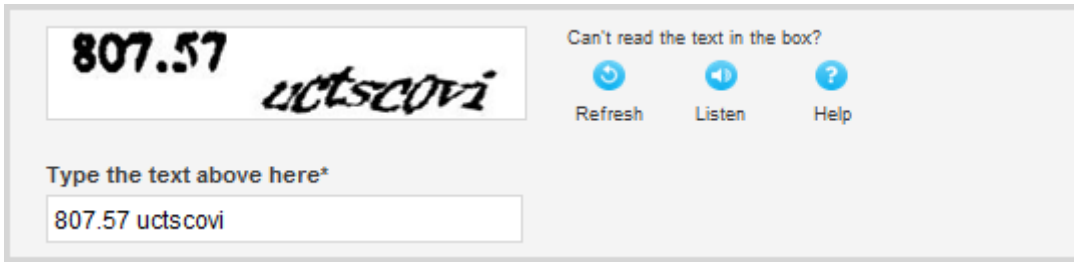 807.57
uctscovi
Can't read the text in the box?
Refresh Listen Help
Type the text above here*
807.57 uctscovi